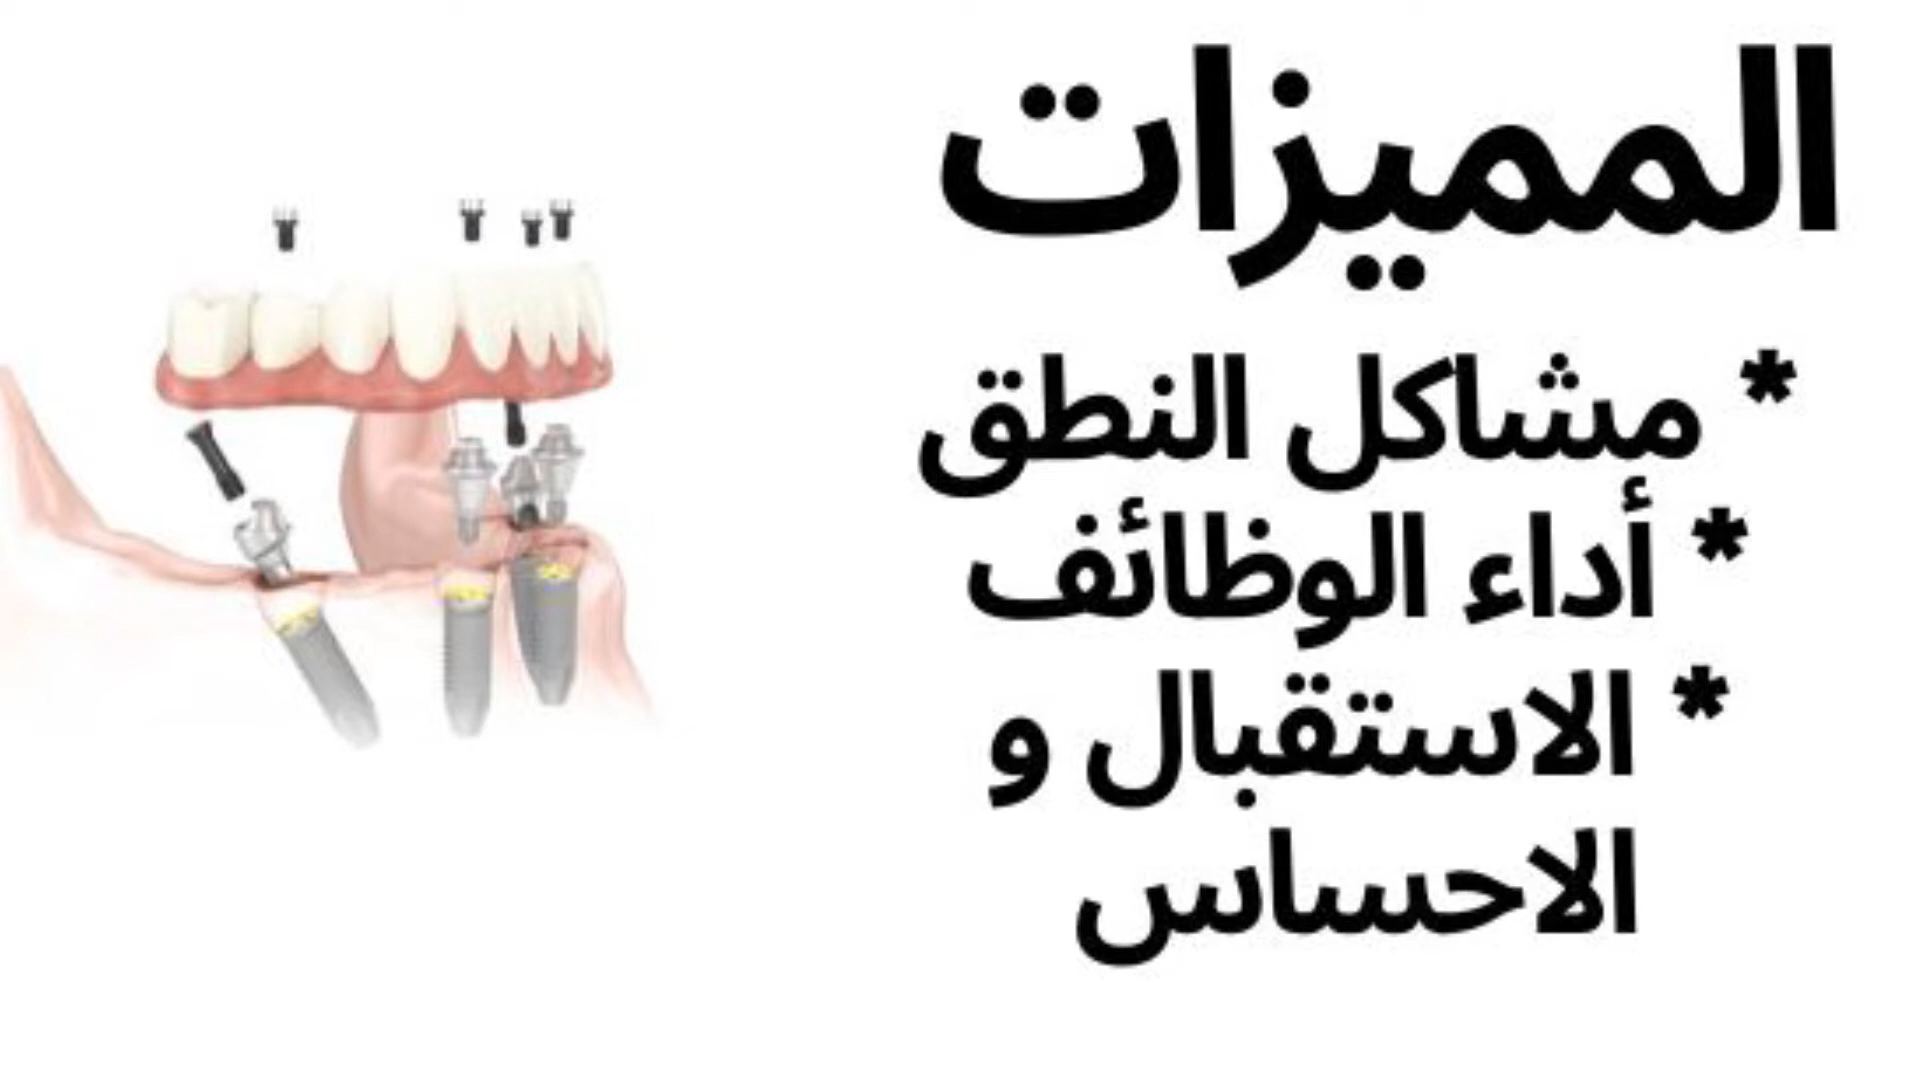 المميزات
* مشاكل النطق
* أداء الوظائف
* الاستقبال و
الاحساس